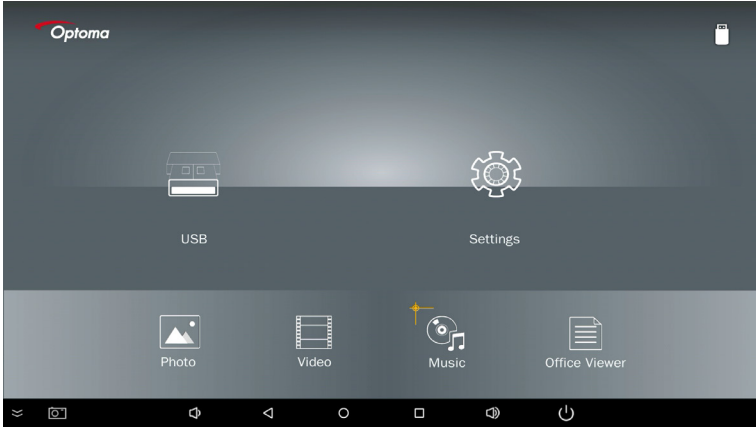 Optoma
USB
Settings
Photo
Video
Music
Office Viewer